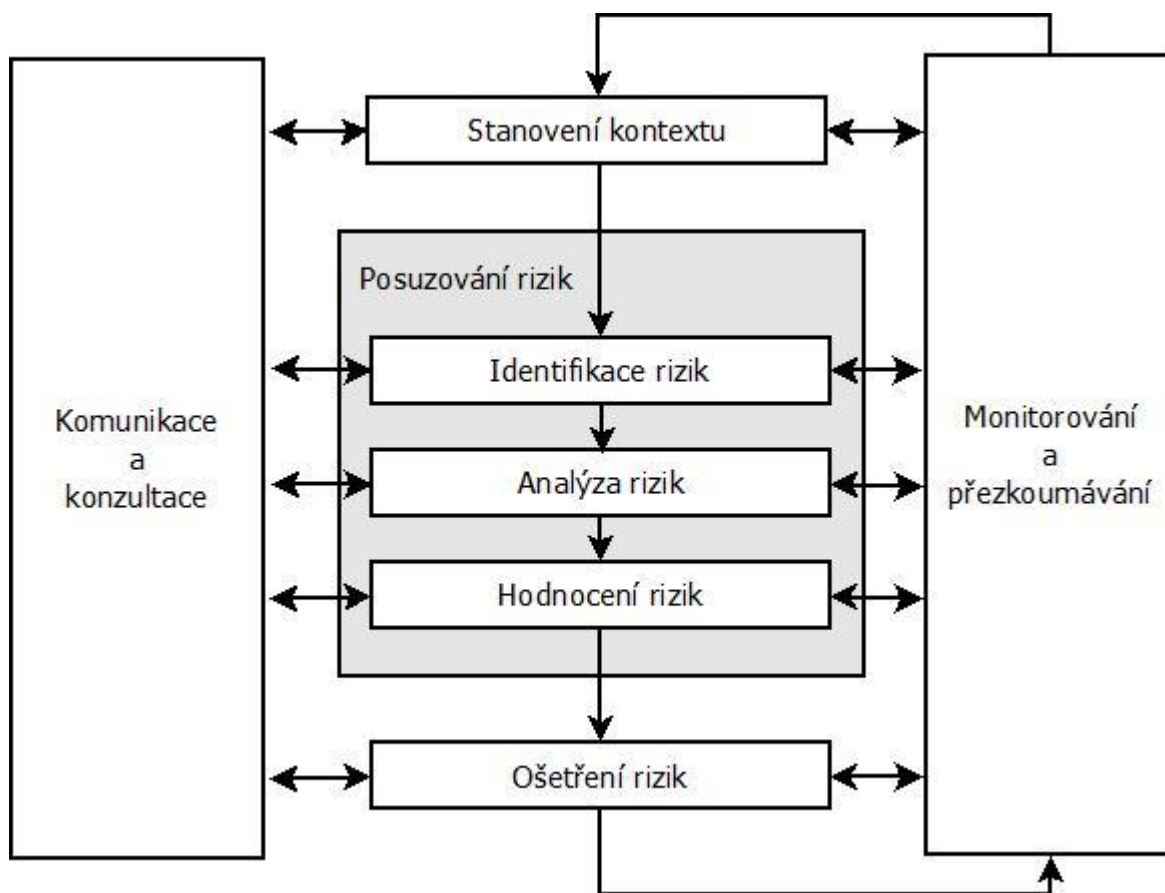 Stanovení kontextu
Posuzování rizik
Identifikace rizik
Analýza rizik
Hodnocení rizik
Ošetření rizik
Komunikace
a
konzultace
Monitorování
a
přezkoumávání